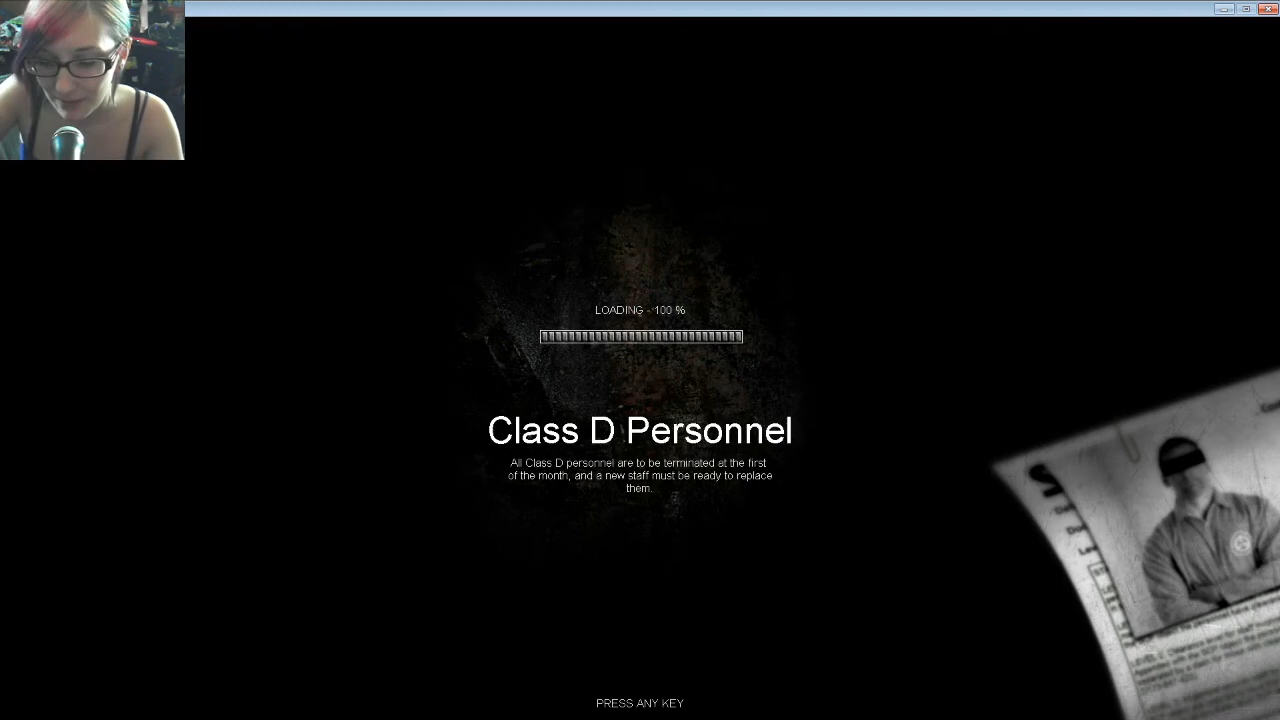 LOADING - 100 %
Class D Personnel
All Class D personnel are to be terminated at the first
of the month, and a new staff must be ready to replace
them.
PRESS ANY KEY